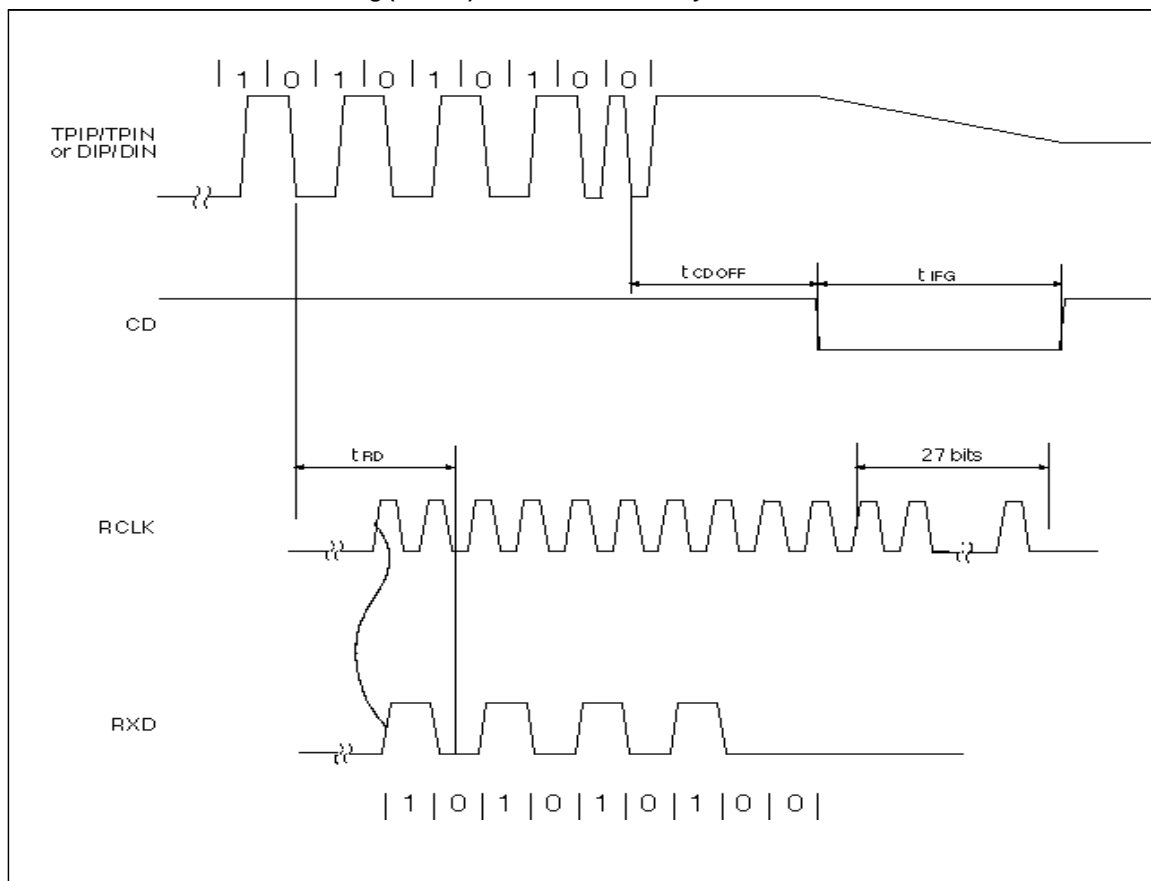 | 1 | 0 | 1 | 0 | 1 | 0 | 1 | 0 | 0 |
TPIP/TPIN
or DIP/DIN
t CD OFF
t IFG
CD
t RD
27 bits
RCLK
RXD
| 1 | 0 | 1 | 0 | 1 | 0 | 1 | 0 | 0 |